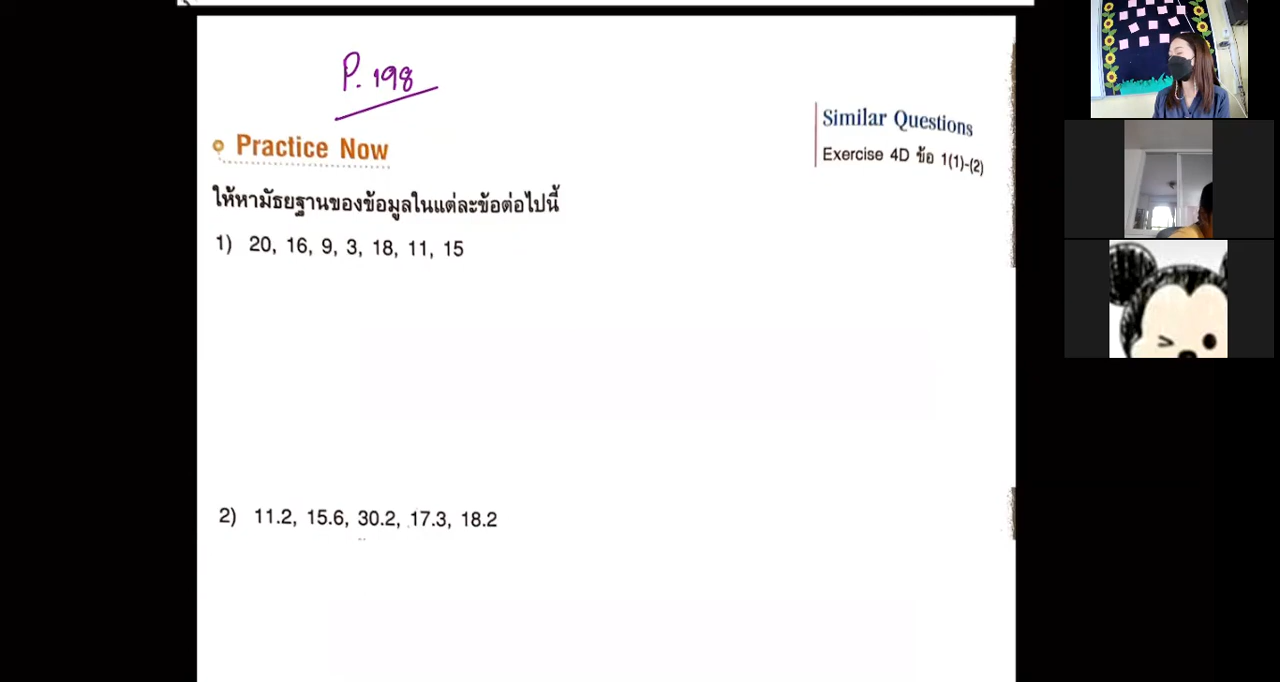 P. 198
Practice Now
Similar Questions
Exercise 4D ข้อ 1(1)-(2)
ให้หามัธยฐานของข้อมูลในแต่ละข้อต่อไปนี้
1) 20, 16, 9, 3, 18, 11, 15
2) 11.2, 15.6, 30.2, 17.3, 18.2